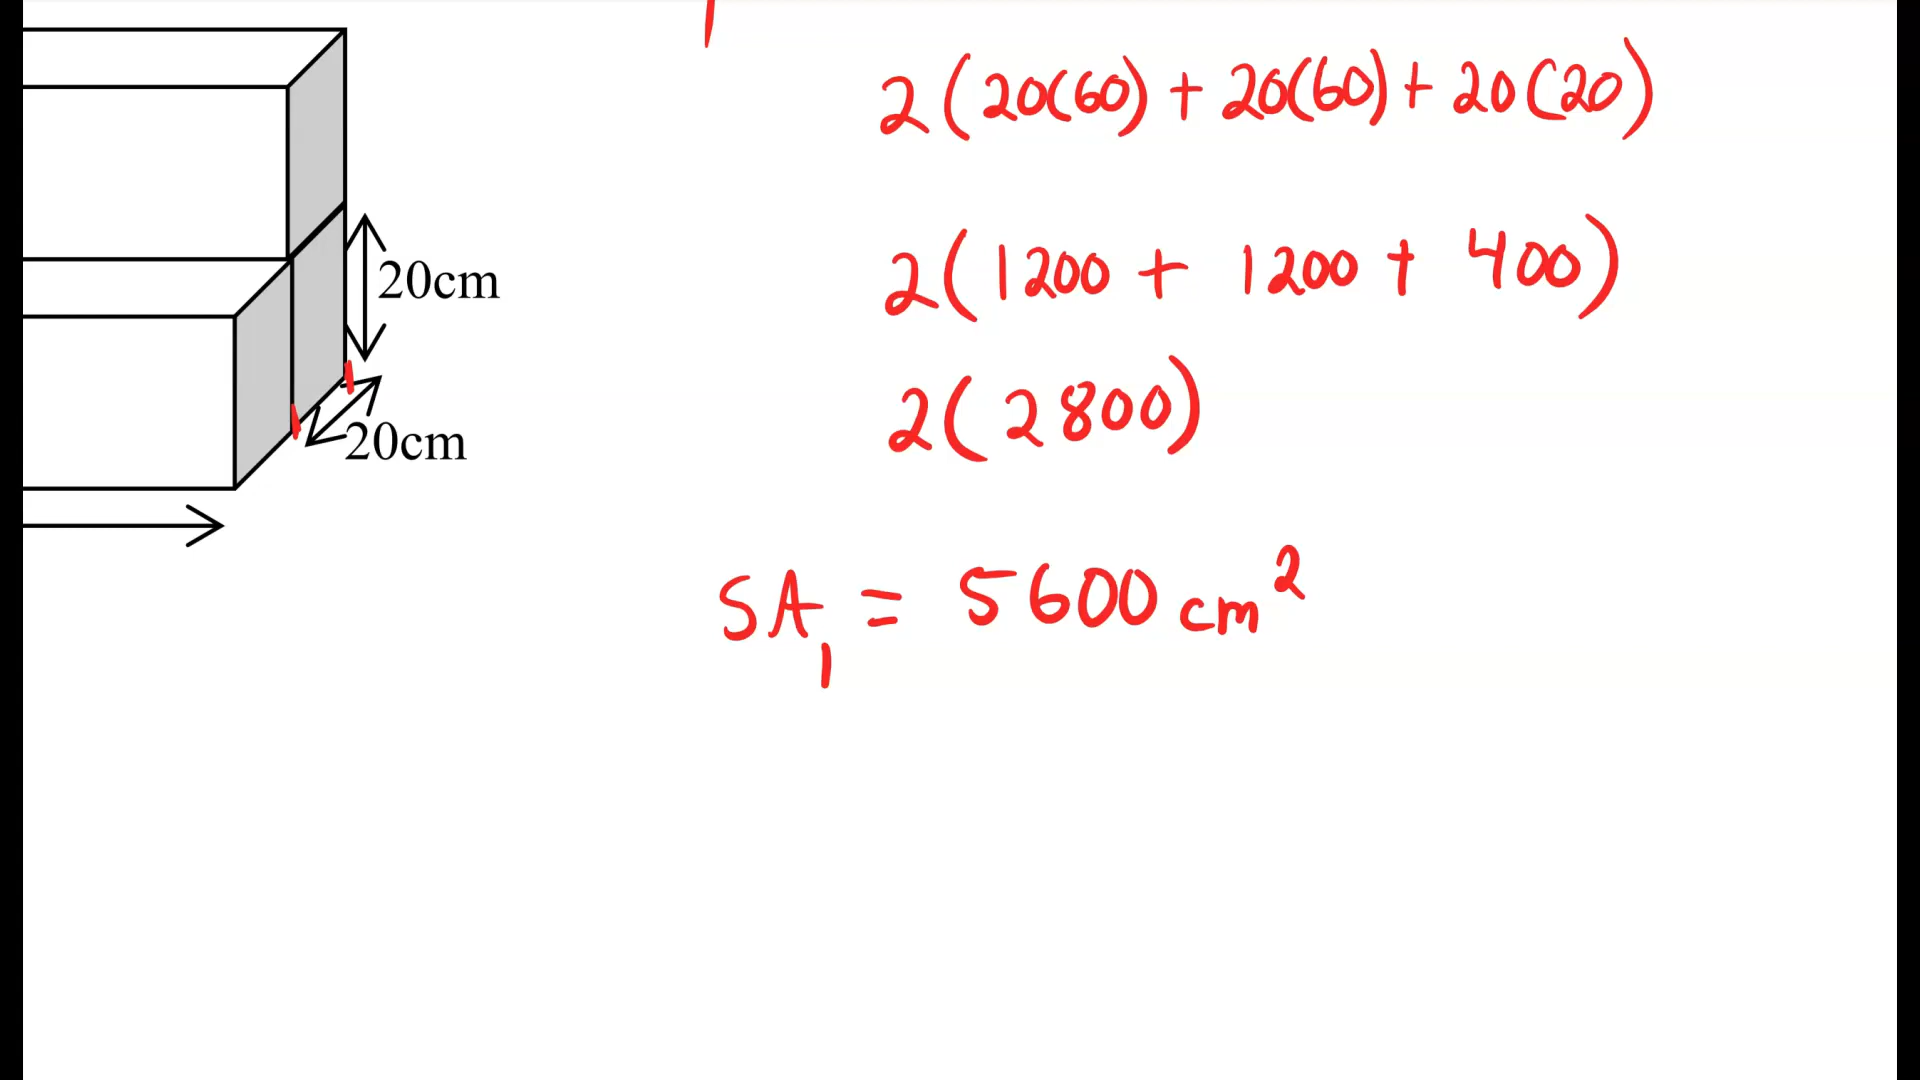 2(20(60) + 20(60) + 20(20)
2(1200 + 1200 + 400)
20cm
2(2800)
20cm
SA₁ = 5600 cm²